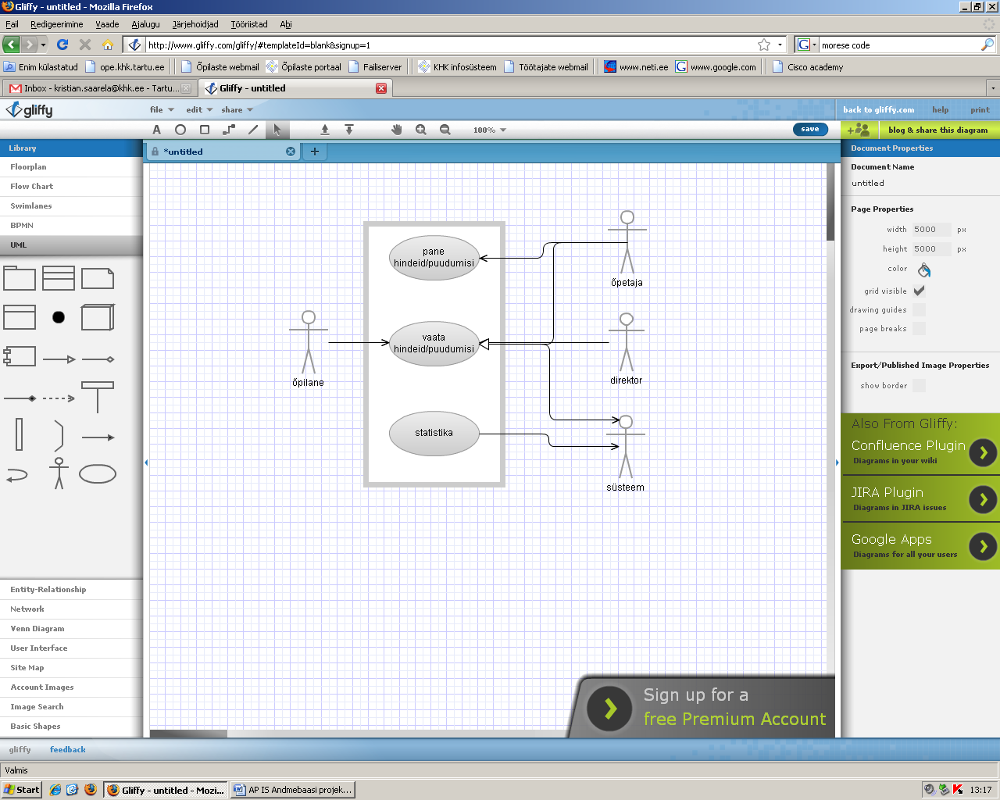 Gliffy - untitled - Mozilla Firefox
Fail Redigeerimine Vaade Ajalugu Järjehoidjad Tööriistad Abi
http://www.gliffy.com/gliffy/#templateId=blank&signup=1
morese code
Enim külastatud ope.khk.tartu.ee Õpilaste webmail Õpilaste portaal Failiserver KHK infosüsteem Töötajate webmail www.neti.ee www.google.com Cisco academy
Inbox - kristian.saarela@khk.ee - Tartu... Gliffy - untitled
gliffy file edit share back to gliffy.com help print
A 100% save blog & share this diagram
Library
Floorplan
Flow Chart
Swimlanes
BPMN
UML
*untitled
pane
hindeid/puudumisi
õpetaja
vaata
hindeid/puudumisi
õpilane
direktor
statistika
süsteem
Document Properties
Document Name
untitled
Page Properties
width 5000 px
height 5000 px
color
grid visible
drawing guides
page breaks
Export/Published Image Properties
show border
Also From Gliffy:
Confluence Plugin
Diagrams in your wiki
JIRA Plugin
Diagrams in JIRA issues
Google Apps
Diagrams for all your users
Entity-Relationship
Network
Venn Diagram
User Interface
Site Map
Account Images
Image Search
Basic Shapes
Sign up for a
free Premium Account
gliffy feedback
Valmis
Start Gliffy - untitled - Mozi... AP IS Andmebaasi projek... 13:17